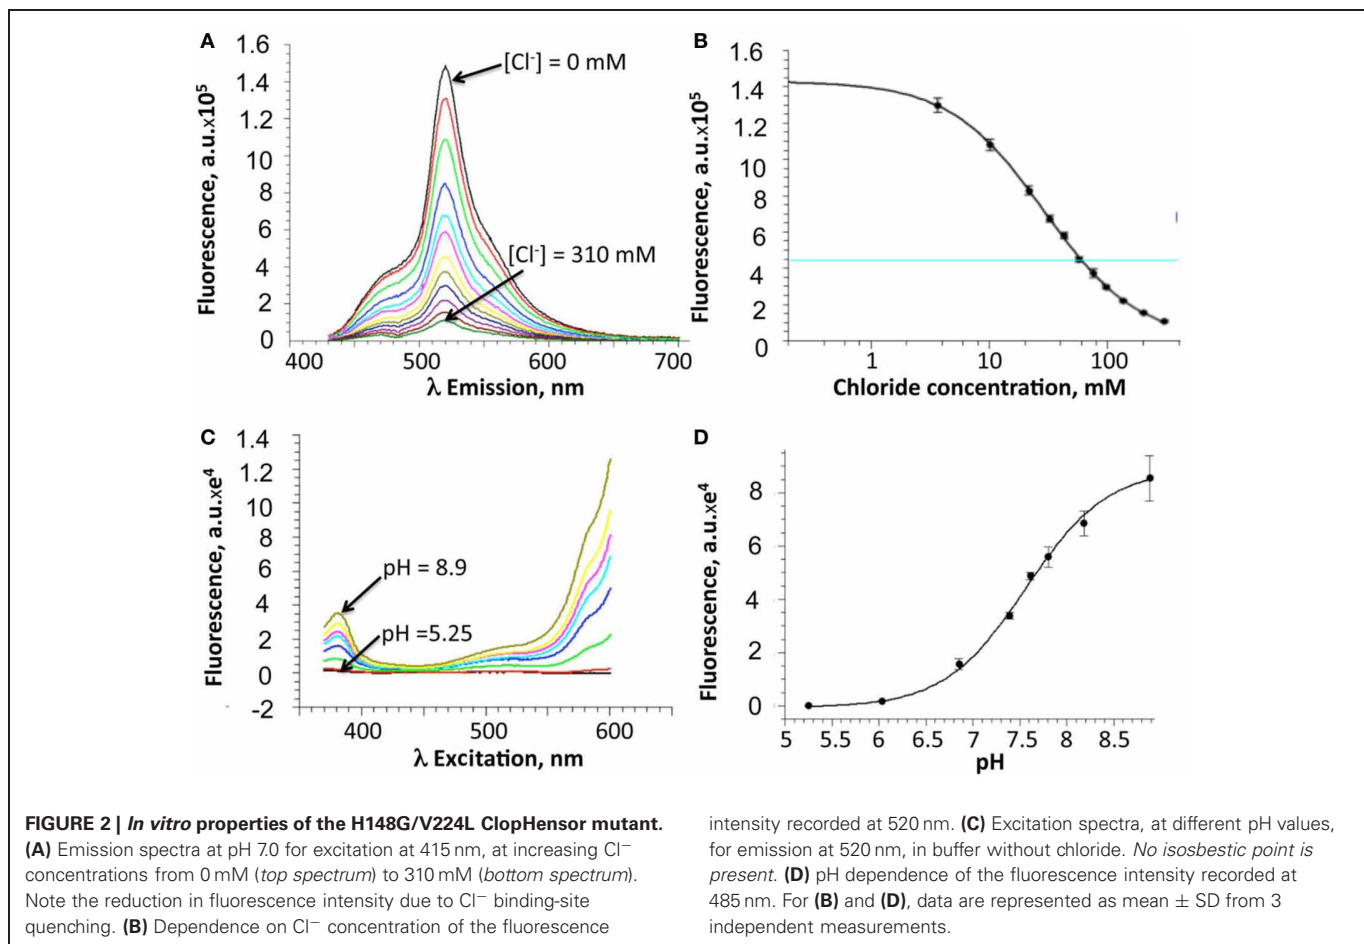 A
1.6
1.4
1.2
10
8
6
4
2
0
Fluorescence, a.u.x10⁵
[Cl⁻] = 0 mM
[Cl⁻] = 310 mM
400 500 600 700
λ Emission, nm
B
1.6
1.4
1.2
10
8
6
4
2
0
Fluorescence, a.u.x10⁵
1 10 100
Chloride concentration, mM
C
1.4
1.2
10
8
6
4
2
0
-2
Fluorescence, a.u.xe⁴
pH = 8.9
pH =5.25
400 500 600
λ Excitation, nm
D
8
6
4
2
0
Fluorescence, a.u.xe⁴
5 5.5 6 6.5 7 7.5 8 8.5
pH
FIGURE 2 | In vitro properties of the H148G/V224L ClopHensor mutant.
(A) Emission spectra at pH 7.0 for excitation at 415 nm, at increasing Cl⁻
concentrations from 0 mM (top spectrum) to 310 mM (bottom spectrum).
Note the reduction in fluorescence intensity due to Cl⁻ binding-site
quenching. (B) Dependence on Cl⁻ concentration of the fluorescence
intensity recorded at 520 nm. (C) Excitation spectra, at different pH values,
for emission at 520 nm, in buffer without chloride. No isosbestic point is
present. (D) pH dependence of the fluorescence intensity recorded at
485 nm. For (B) and (D), data are represented as mean ± SD from 3
independent measurements.